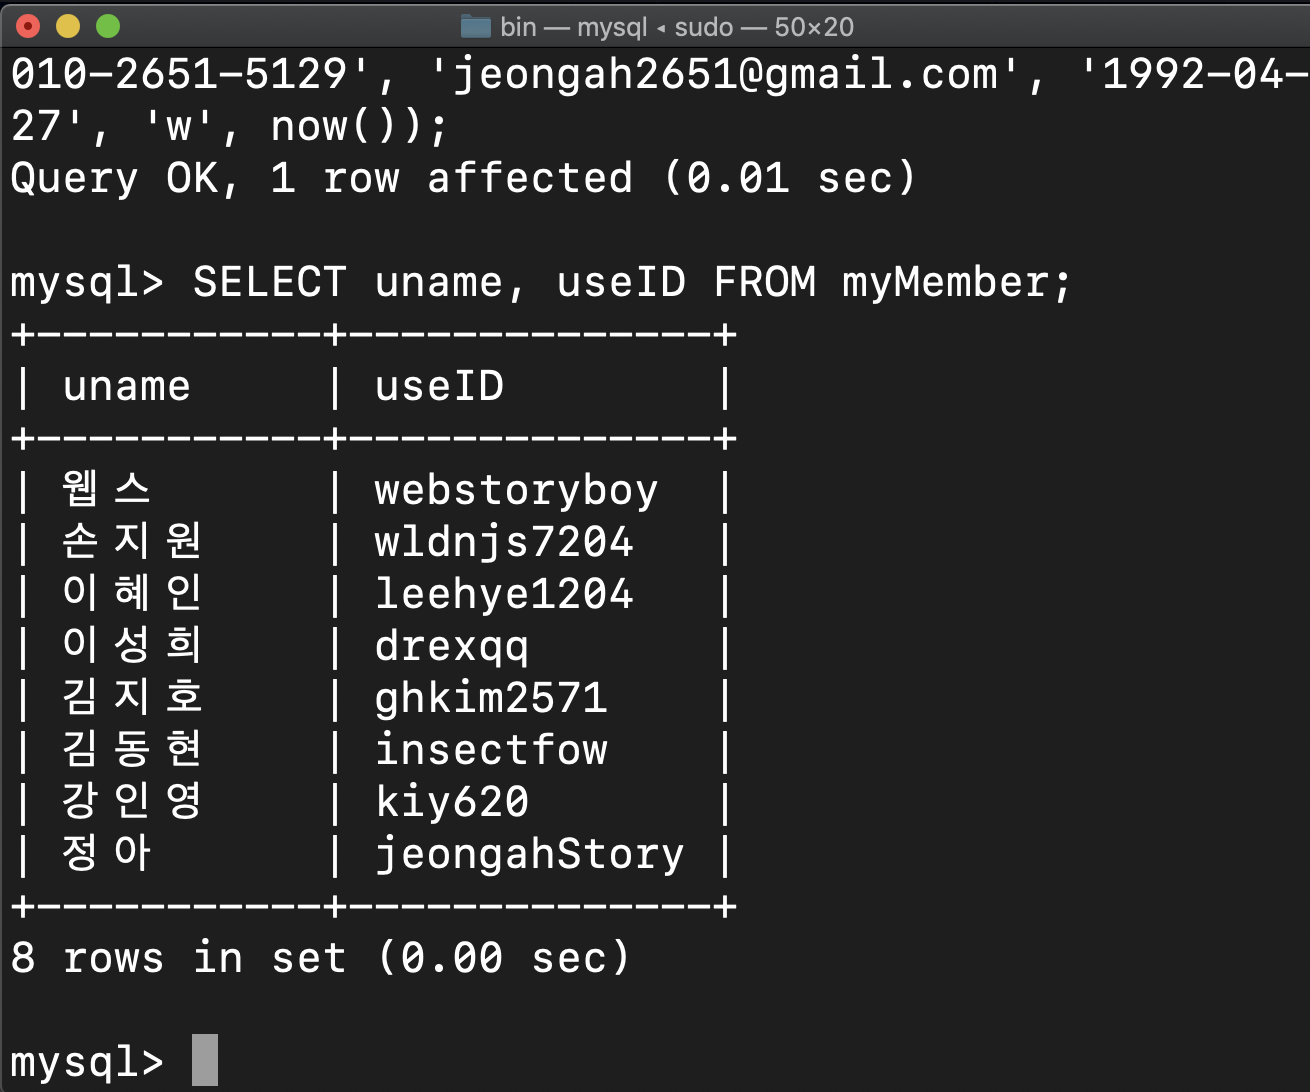 bin — mysql ◂ sudo — 50×20
010-2651-5129', 'jeongah2651@gmail.com', '1992-04-
27', 'w', now());
Query OK, 1 row affected (0.01 sec)
mysql> SELECT uname, useID FROM myMember;
+-----------+--------------+
| uname     | useID        |
+-----------+--------------+
| 웹스      | webstoryboy  |
| 손지원    | wldnjs7204   |
| 이혜인    | leehye1204   |
| 이성희    | drexqq       |
| 김지호    | ghkim2571    |
| 김동현    | insectfow    |
| 강인영    | kiy620       |
| 정아      | jeongahStory |
+-----------+--------------+
8 rows in set (0.00 sec)
mysql>